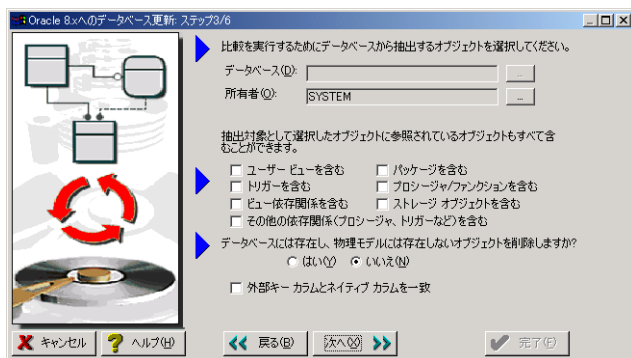 Oracle 8.xへのデータベース更新: ステップ3/6
比較を実行するためにデータベースから抽出するオブジェクトを選択してください。
データベース(D):
...
所有者(O):
SYSTEM
...
抽出対象として選択したオブジェクトに参照されているオブジェクトもすべて含
むことができます。
ユーザー ビューを含む
パッケージを含む
トリガーを含む
プロシージャ/ファンクションを含む
ビュー依存関係を含む
ストレージ オブジェクトを含む
その他の依存関係(プロシージャ、トリガーなど)を含む
データベースには存在し、物理モデルには存在しないオブジェクトを削除しますか?
はい(Y)
いいえ(N)
外部キー カラムとネイティブ カラムを一致
キャンセル
ヘルプ(H)
戻る(B)
次へ(X)
完了(F)